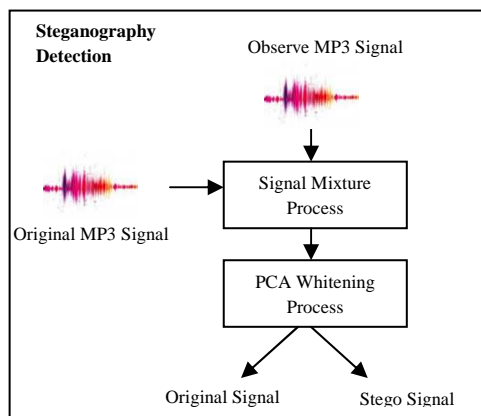 Steganography
Detection
Observe MP3 Signal
Original MP3 Signal
Signal Mixture
Process
PCA Whitening
Process
Original Signal
Stego Signal